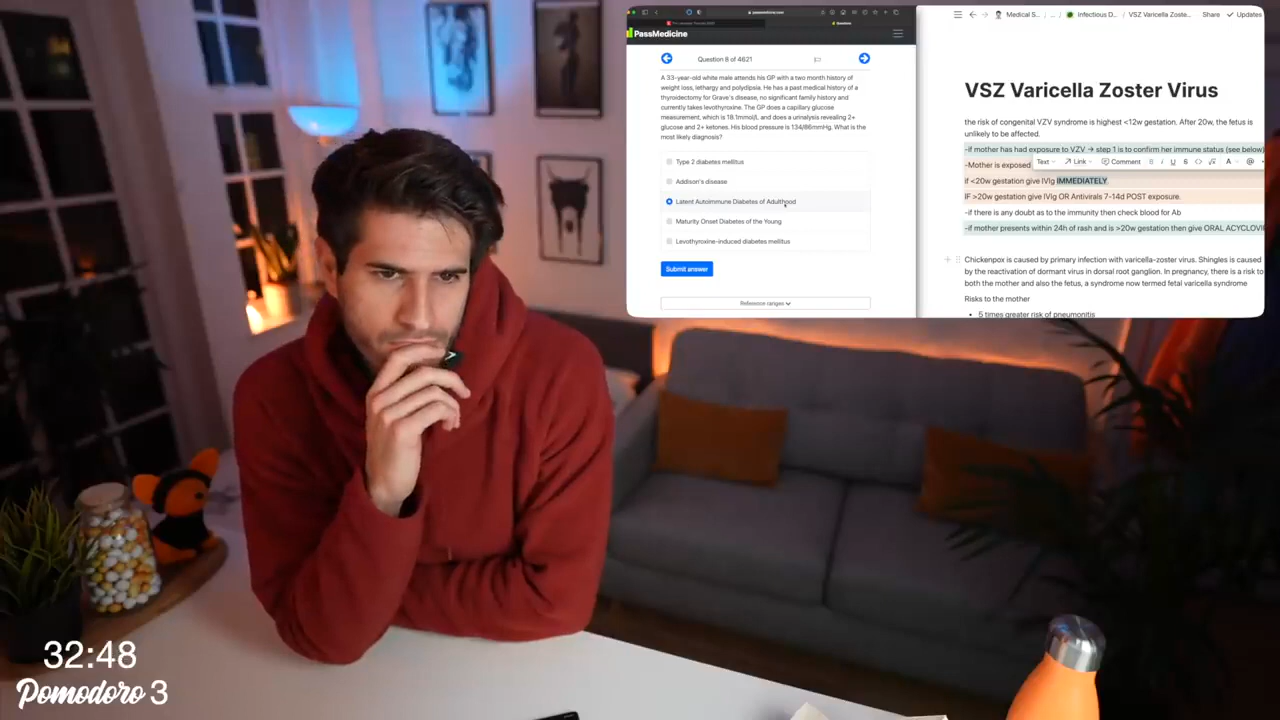 PassMedicine
Question 8 of 4621
A 33-year-old white male attends his GP with a two month history of
weight loss, lethargy and polydipsia. He has a past medical history of a
thyroidectomy for Grave's disease, no significant family history and
currently takes levothyroxine. The GP does a capillary glucose
measurement, which is 18.1mmol/l, and does a urinalysis revealing 2+
glucose and 2+ ketones. His blood pressure is 134/86mmHg. What is the
most likely diagnosis?
Type 2 diabetes mellitus
Addison's disease
Latent Autoimmune Diabetes of Adulthood
Maturity Onset Diabetes of the Young
Levothyroxine-induced diabetes mellitus
Submit answer
Reference ranges
Medical S... / ... / Infectious D... / VSZ Varicella Zoste... Share Updates
VSZ Varicella Zoster Virus
the risk of congenital VZV syndrome is highest <12w gestation. After 20w, the fetus is
unlikely to be affected.
-if mother has had exposure to VZV → step 1 is to confirm her immune status (see below)
-Mother is exposed
Text Link Comment B i U S <> √x A @
if <20w gestation give IVIg IMMEDIATELY.
IF >20w gestation give IVIg OR Antivirals 7-14d POST exposure.
-if there is any doubt as to the immunity then check blood for Ab
-if mother presents within 24h of rash and is >20w gestation then give ORAL ACYCLOVI
Chickenpox is caused by primary infection with varicella-zoster virus. Shingles is caused
by the reactivation of dormant virus in dorsal root ganglion. In pregnancy, there is a risk to
both the mother and also the fetus, a syndrome now termed fetal varicella syndrome
Risks to the mother
• 5 times greater risk of pneumonitis
32:48
Pomodoro 3